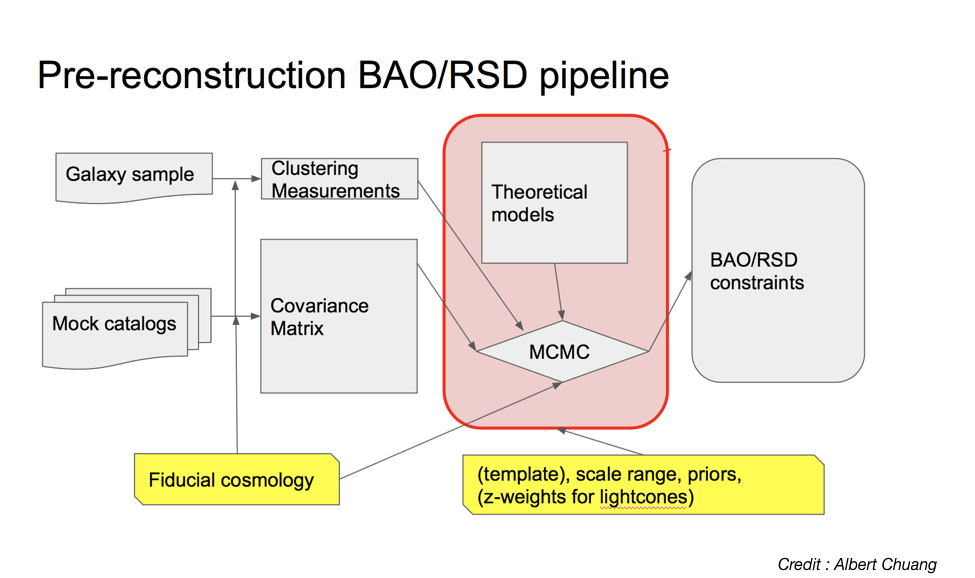 Pre-reconstruction BAO/RSD pipeline
Galaxy sample
Clustering
Measurements
Theoretical
models
BAO/RSD
constraints
Mock catalogs
Covariance
Matrix
MCMC
Fiducial cosmology
(template), scale range, priors,
(z-weights for lightcones)
Credit : Albert Chuang